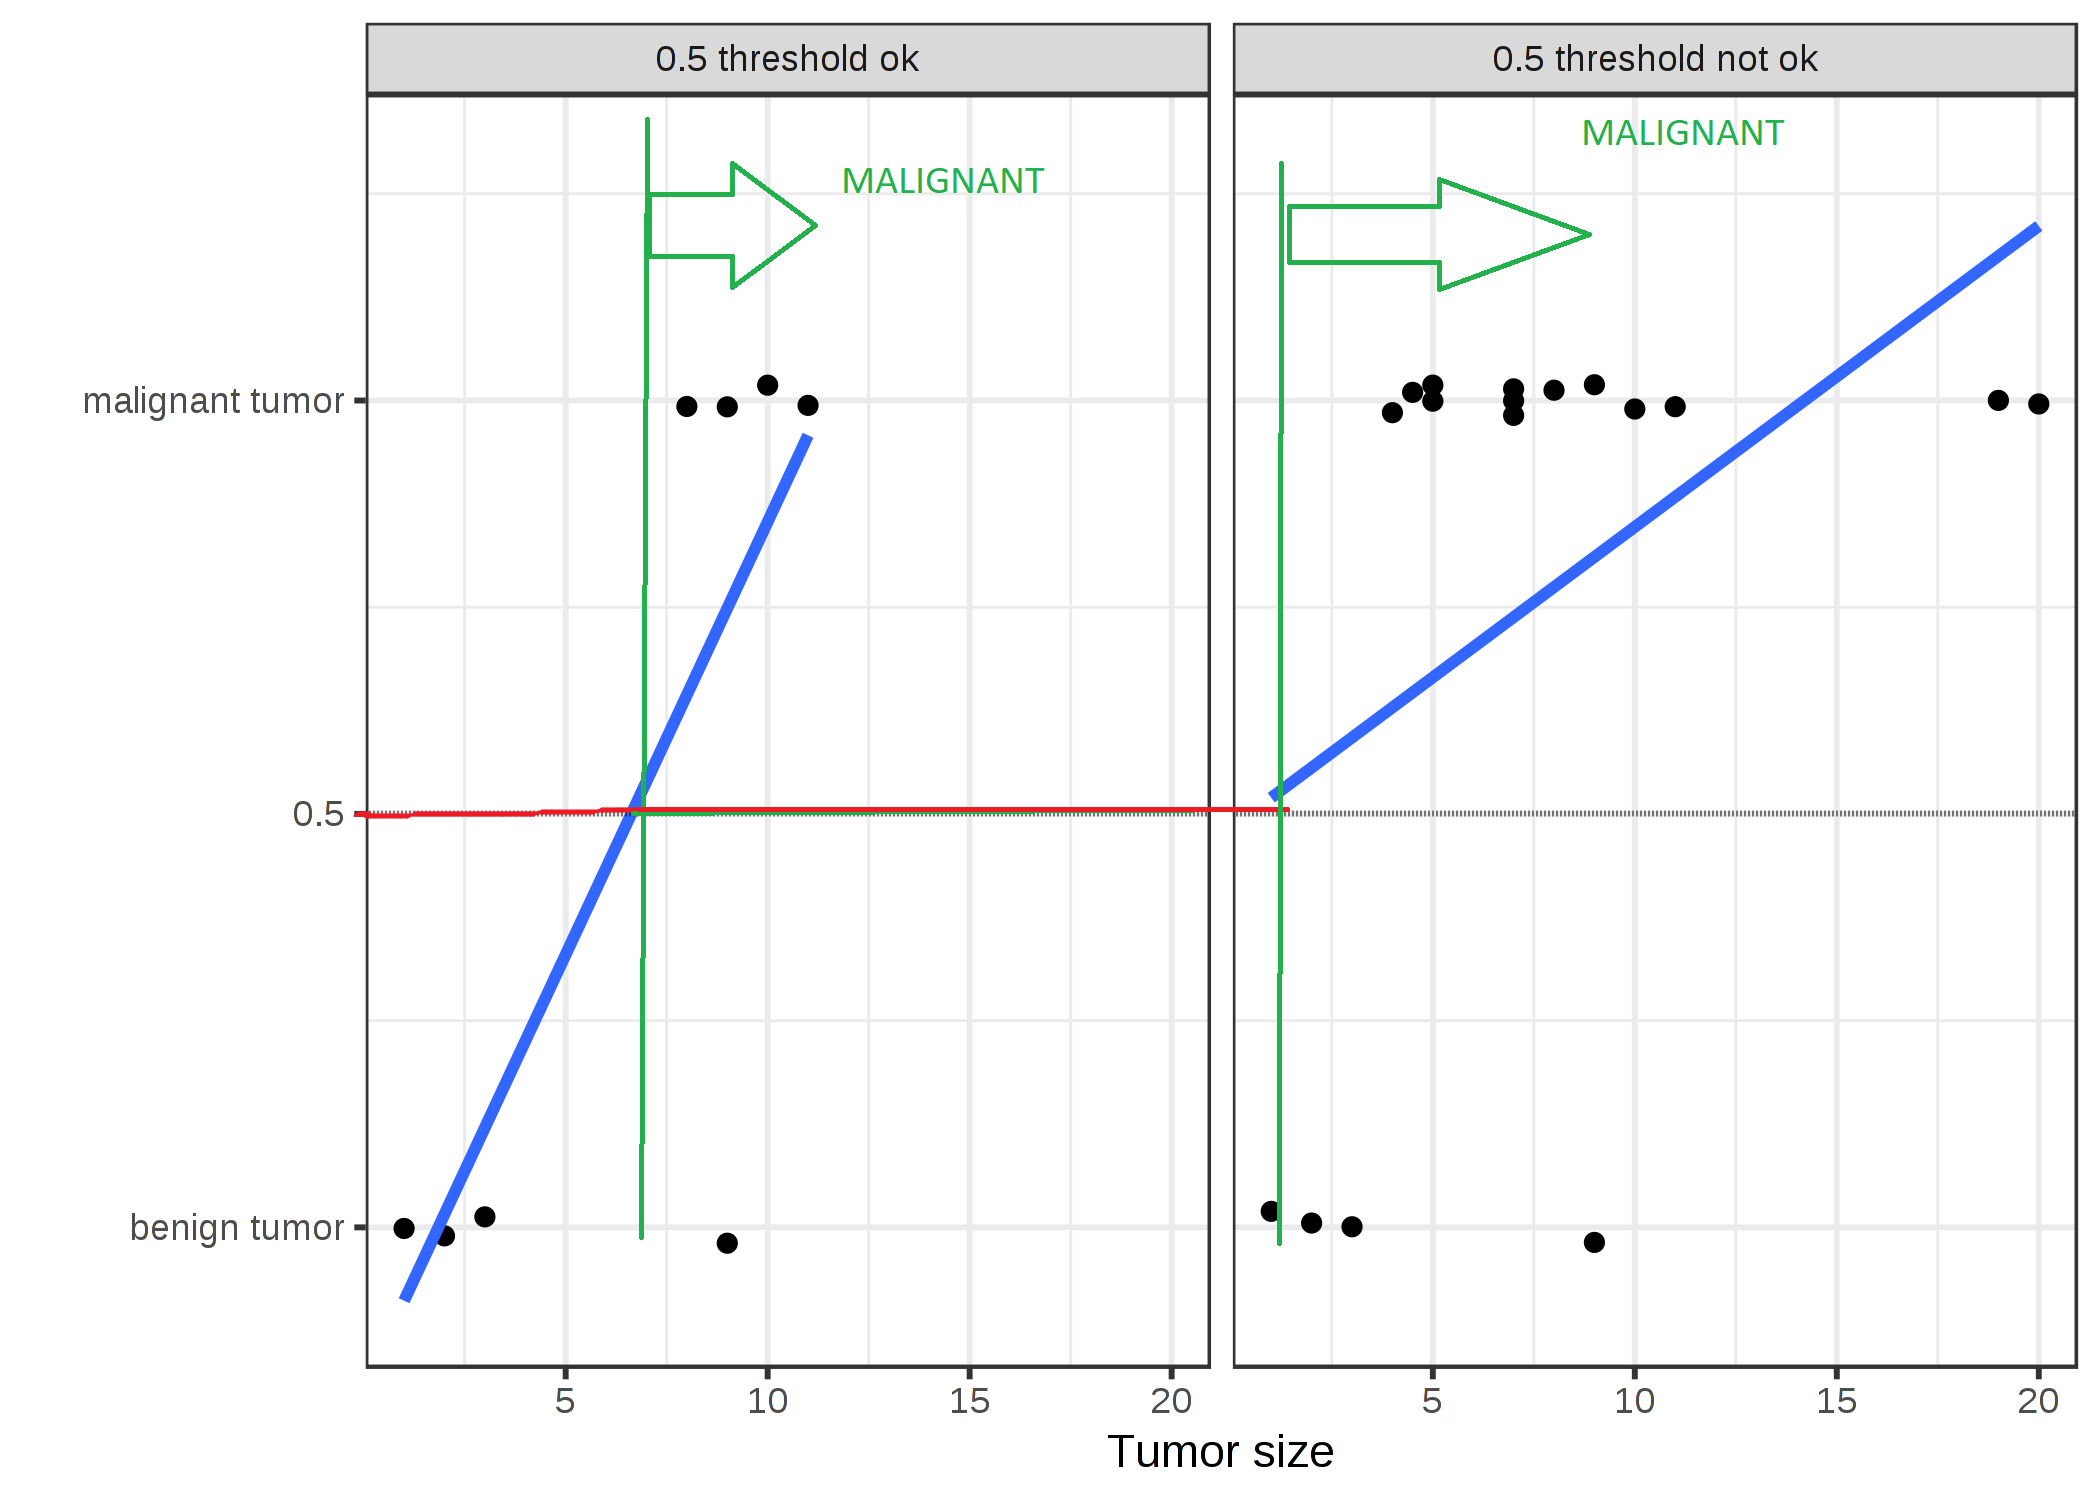 0.5 threshold ok
0.5 threshold not ok
MALIGNANT
MALIGNANT
malignant tumor
0.5
benign tumor
5 10 15 20
5 10 15 20
Tumor size